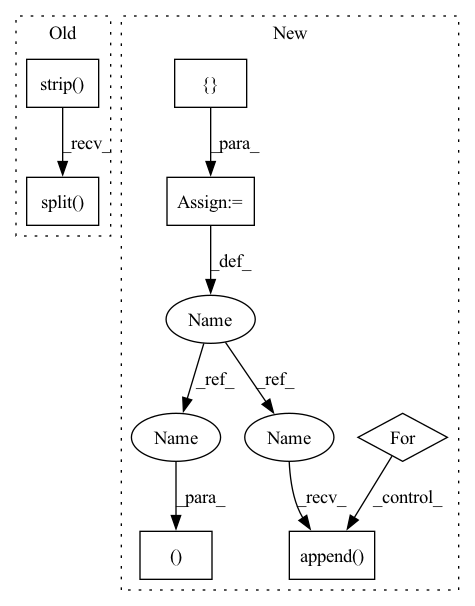 Old
New
strip()
{}
_recv_
_para_
split()
Assign:=
_def_
Name
_ref_
_ref_
Name
Name
For
_para_
_recv_
_control_
()
append()